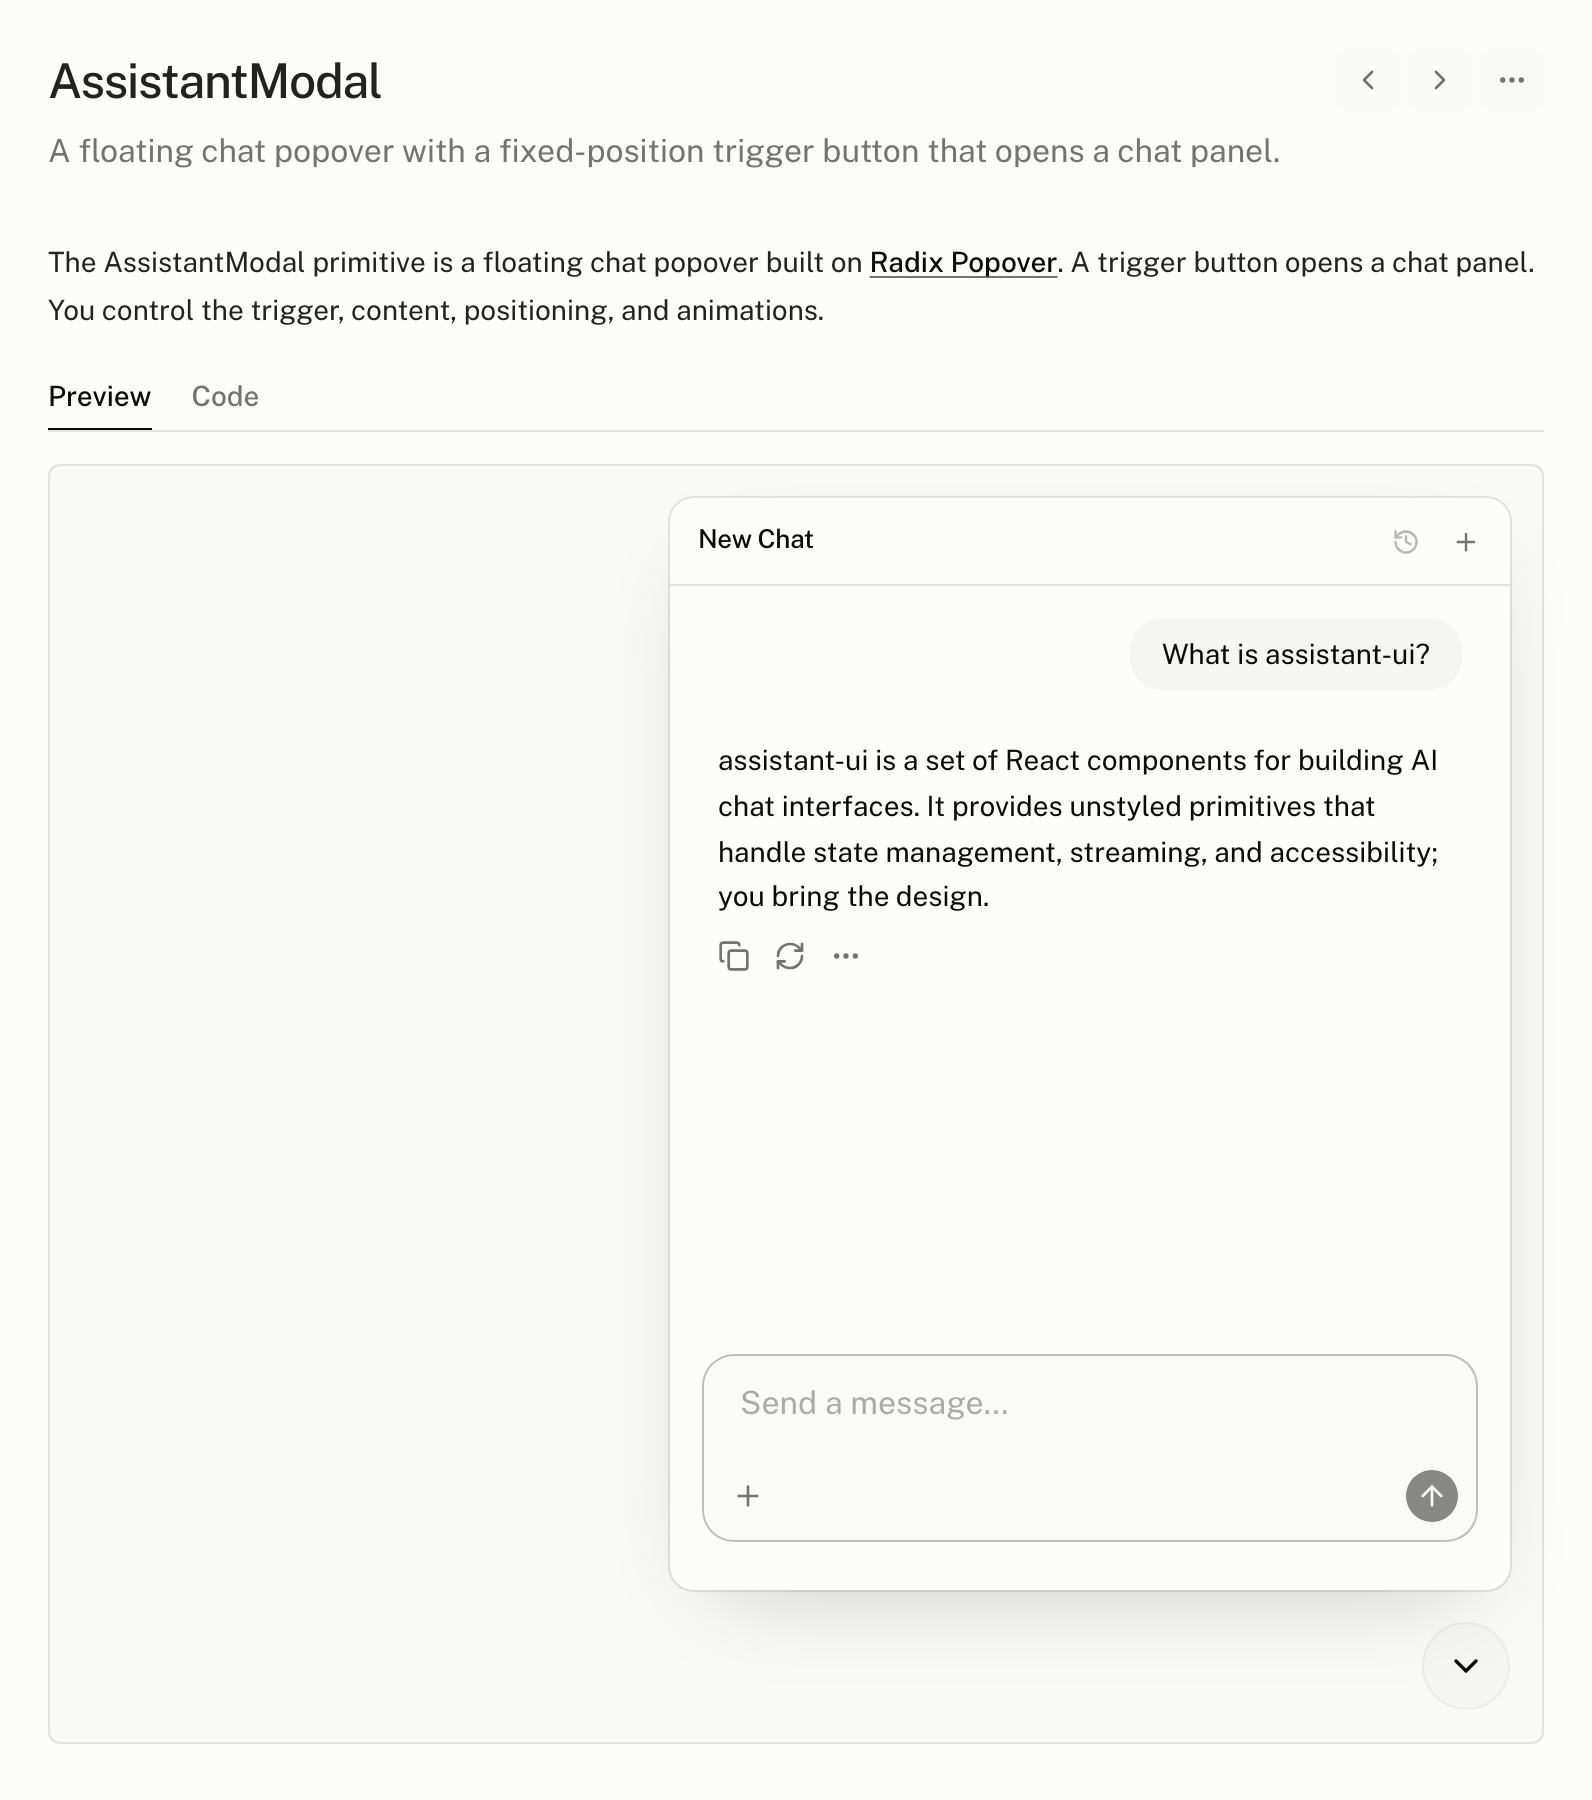 AssistantModal
A floating chat popover with a fixed-position trigger button that opens a chat panel.
The AssistantModal primitive is a floating chat popover built on Radix Popover. A trigger button opens a chat panel.
You control the trigger, content, positioning, and animations.
Preview Code
New Chat
What is assistant-ui?
assistant-ui is a set of React components for building AI
chat interfaces. It provides unstyled primitives that
handle state management, streaming, and accessibility;
you bring the design.
Send a message...